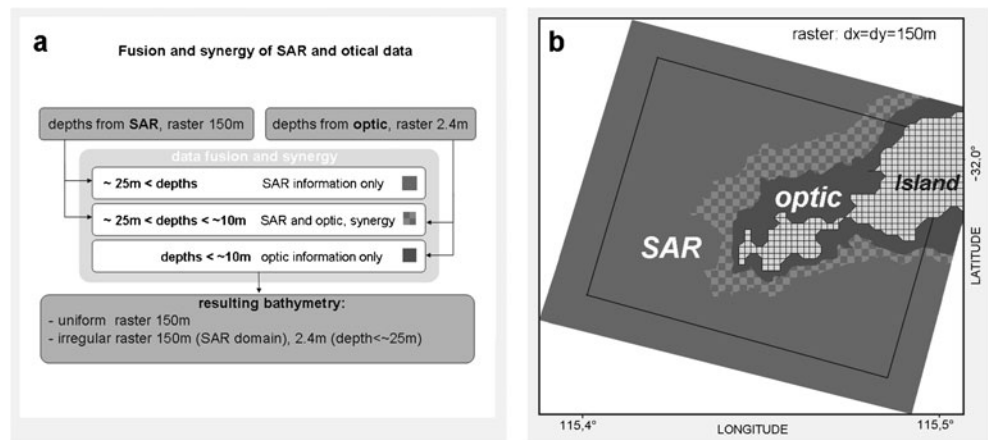 a
Fusion and synergy of SAR and otical data
depths from SAR, raster 150m
depths from optic, raster 2.4m
data fusion and synergy
~ 25m < depths SAR information only
~ 25m < depths < ~10m SAR and optic, synergy
depths < ~10m optic information only
resulting bathymetry:
- uniform raster 150m
- irregular raster 150m (SAR domain), 2.4m (depth<~25m)
b
raster: dx=dy=150m
Island
optic
SAR
-32,0°
LATITUDE
115,4°
LONGITUDE
115,5°